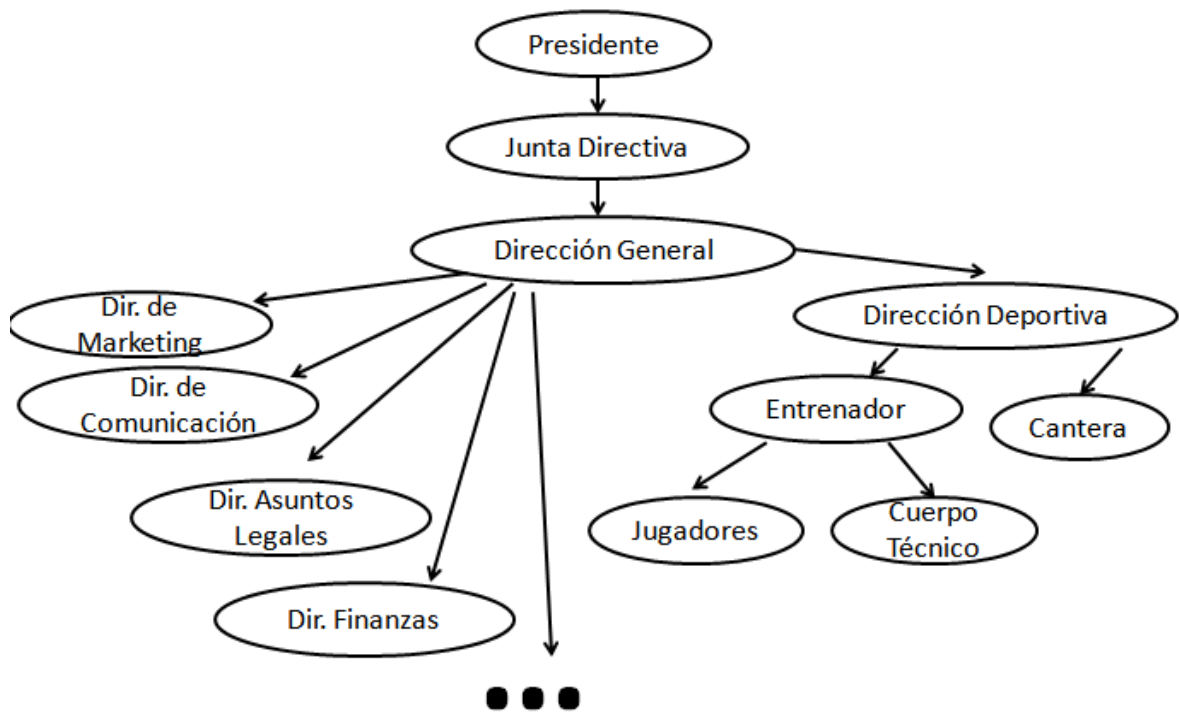 Presidente
Junta Directiva
Dirección General
Dir. de
Marketing
Dirección Deportiva
Dir. de
Comunicación
Entrenador
Cantera
Dir. Asuntos
Legales
Jugadores
Cuerpo
Técnico
Dir. Finanzas